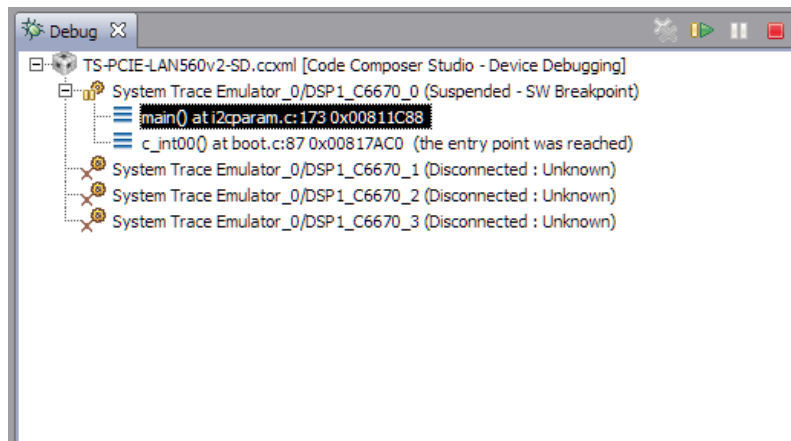 Debug
TS-PCIE-LAN560v2-SD.ccxml [Code Composer Studio - Device Debugging]
System Trace Emulator_0/DSP1_C6670_0 (Suspended - SW Breakpoint)
main() at i2cparam.c:173 0x00811C88
c_int00() at boot.c:87 0x00817AC0 (the entry point was reached)
System Trace Emulator_0/DSP1_C6670_1 (Disconnected : Unknown)
System Trace Emulator_0/DSP1_C6670_2 (Disconnected : Unknown)
System Trace Emulator_0/DSP1_C6670_3 (Disconnected : Unknown)